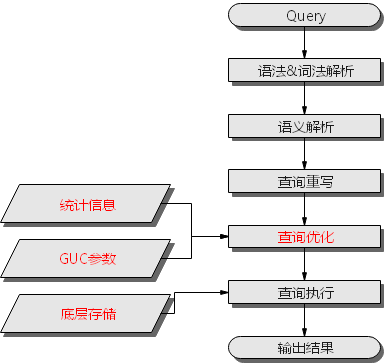 Query
语法&词法解析
语义解析
查询重写
统计信息
查询优化
GUC参数
查询执行
底层存储
输出结果